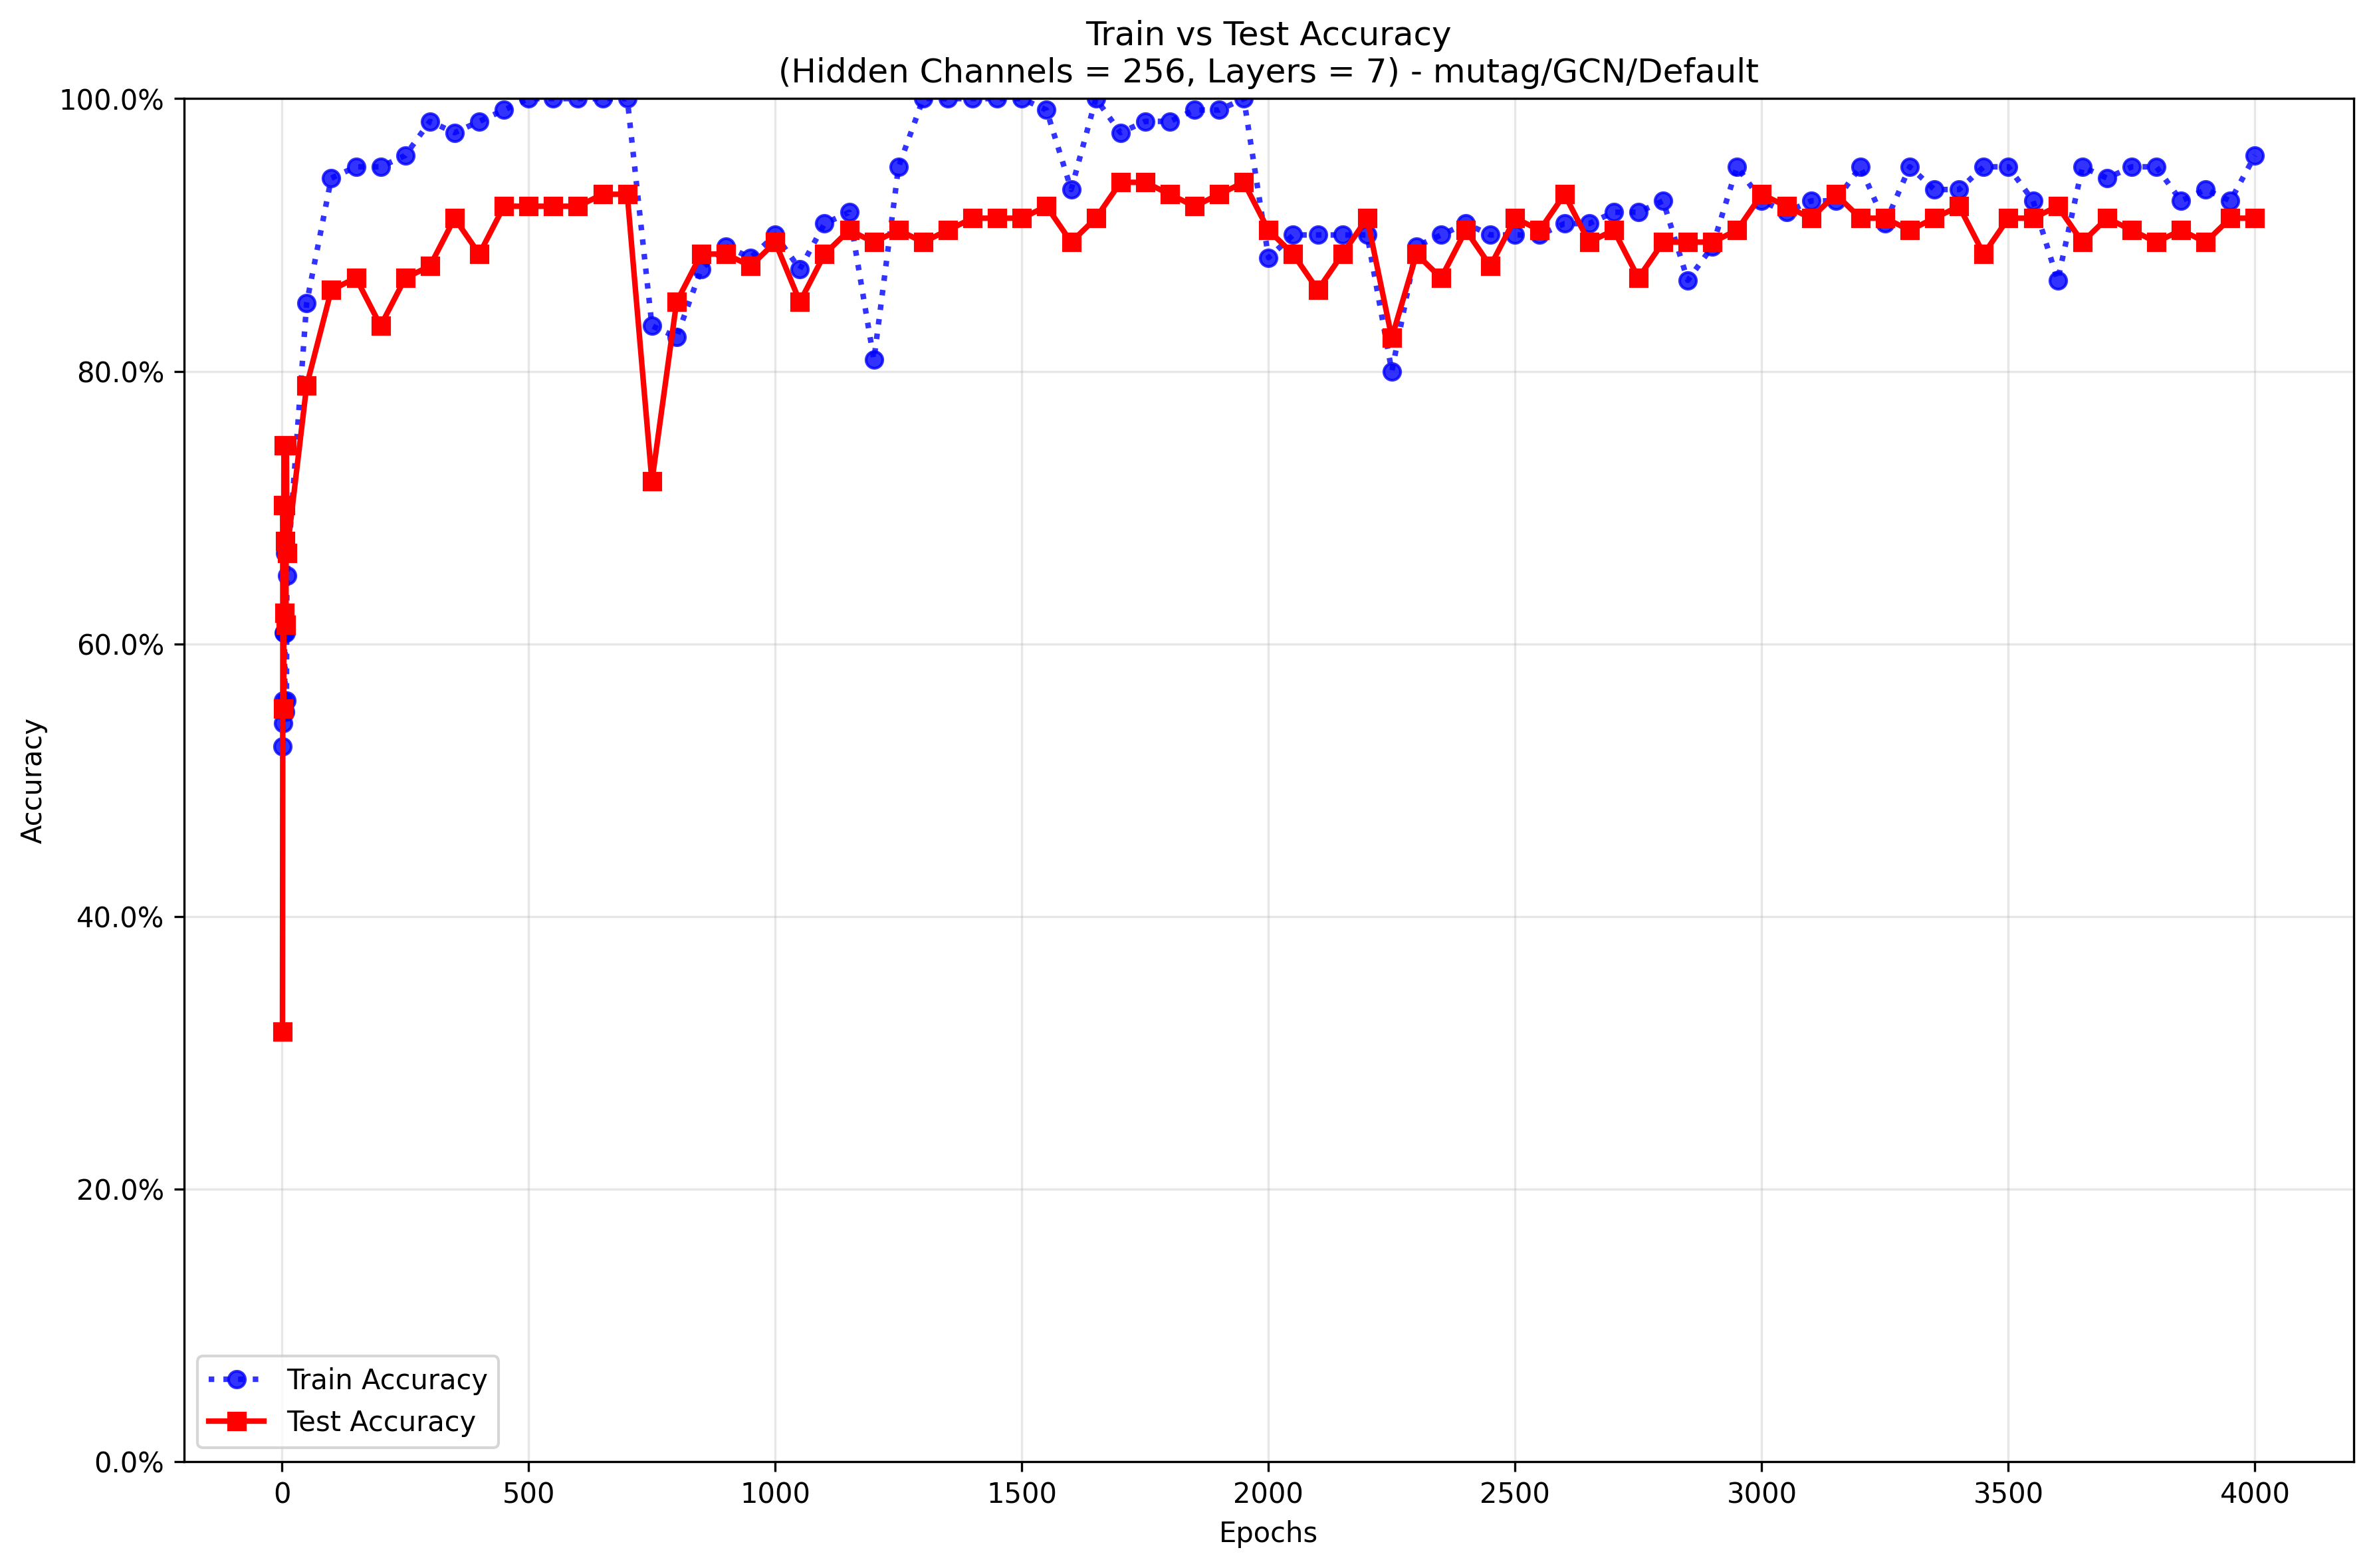 Train vs Test Accuracy
(Hidden Channels = 256, Layers = 7) - mutag/GCN/Default
100.0%
80.0%
60.0%
40.0%
20.0%
0.0%
Accuracy
Train Accuracy
Test Accuracy
0 500 1000 1500 2000 2500 3000 3500 4000
Epochs